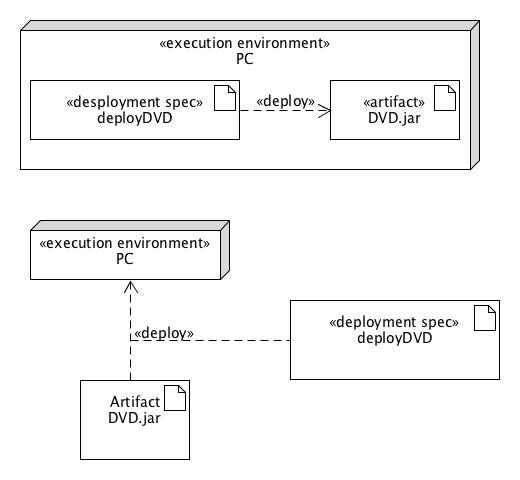 «execution environment»
PC
«desployment spec»
deployDVD
«deploy»
«artifact»
DVD.jar
«execution environment»
PC
«deploy»
«deployment spec»
deployDVD
Artifact
DVD.jar